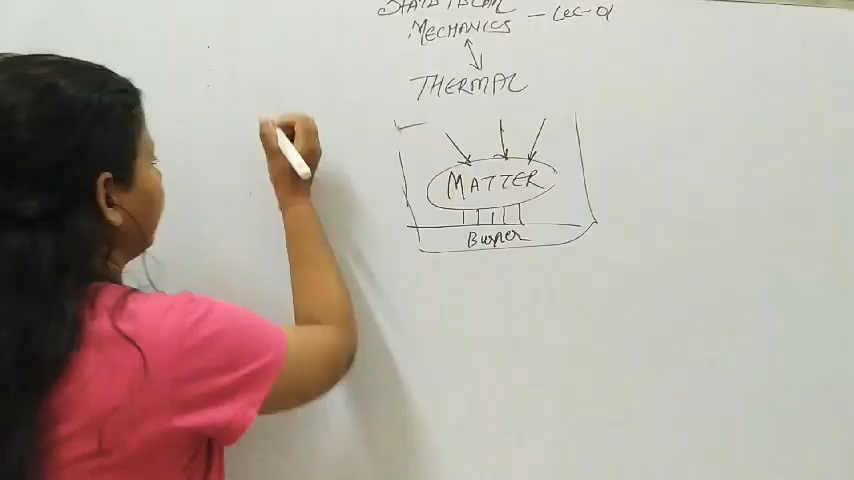 STATISTICAL
MECHANICS - Lec-01
THERMAL
MATTER
Burner